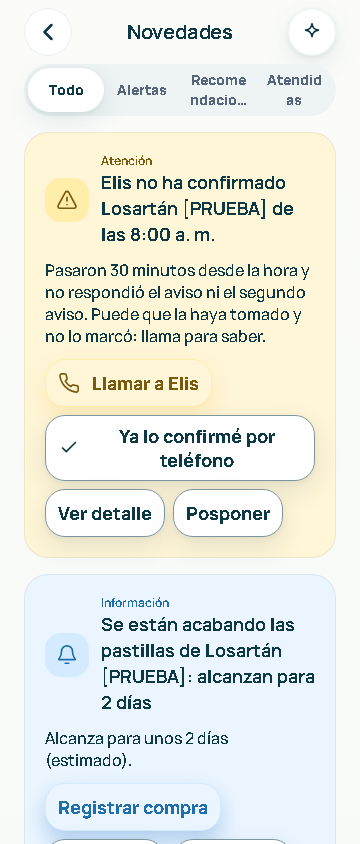 Novedades
Todo
Alertas
Recome
ndacio...
Atendid
as
Atención
Elis no ha confirmado
Losartán [PRUEBA] de
las 8:00 a. m.
Pasaron 30 minutos desde la hora y
no respondió el aviso ni el segundo
aviso. Puede que la haya tomado y
no lo marcó: llama para saber.
Llamar a Elis
Ya lo confirmé por
teléfono
Ver detalle
Posponer
Información
Se están acabando las
pastillas de Losartán
[PRUEBA]: alcanzan para
2 días
Alcanza para unos 2 días
(estimado).
Registrar compra